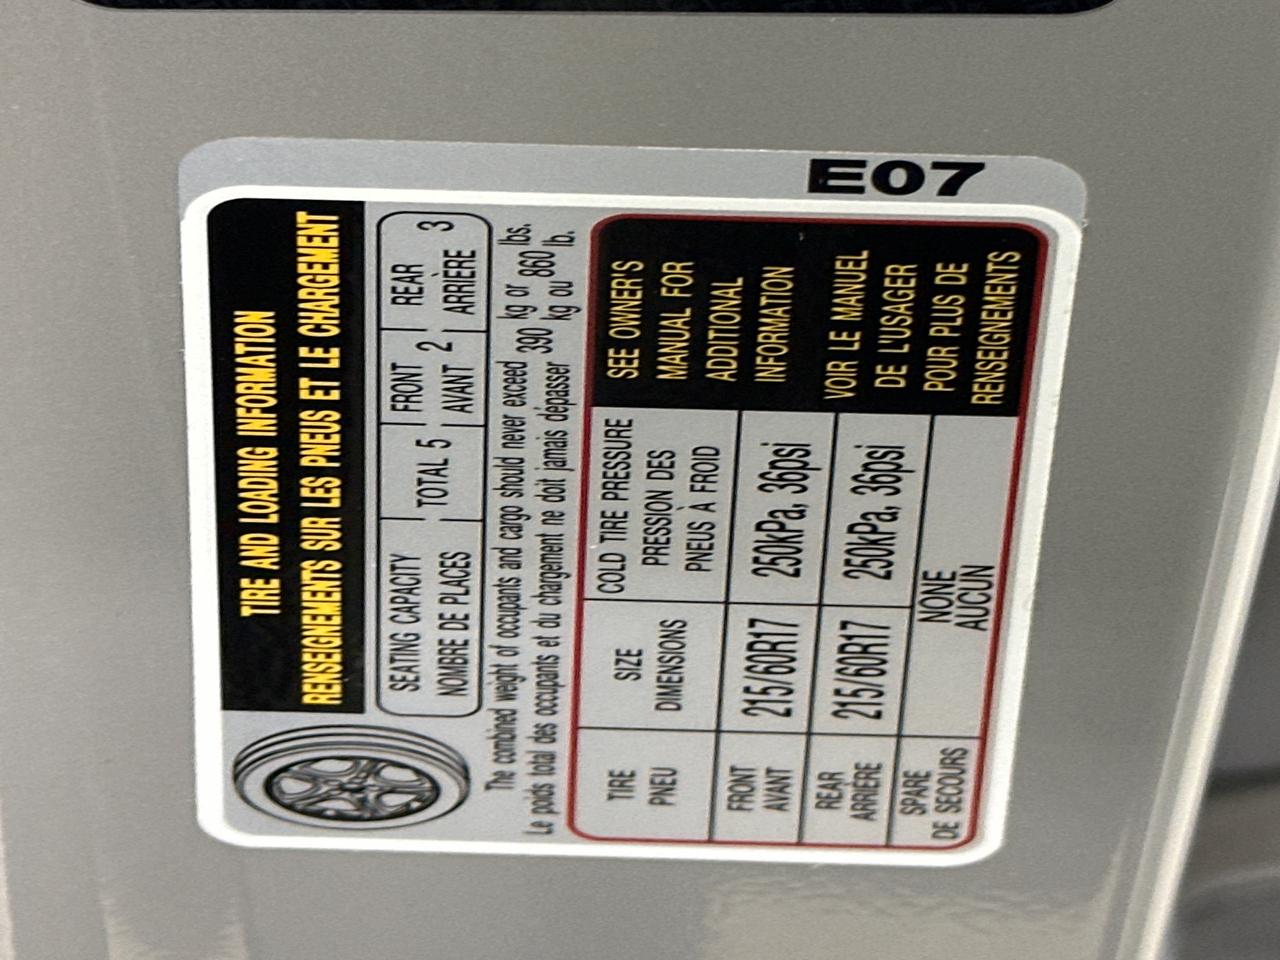 E07
TIRE AND LOADING INFORMATION
RENSEIGNEMENTS SUR LES PNEUS ET LE CHARGEMENT
SEATING CAPACITY
NOMBRE DE PLACES
TOTAL 5
FRONT
AVANT 2
REAR
ARRIÈRE 3
The combined weight of occupants and cargo should never exceed 390 kg or 860 lbs.
Le poids total des occupants et du chargement ne doit jamais dépasser 390 kg ou 860 lb.
TIRE
PNEU
SIZE
DIMENSIONS
COLD TIRE PRESSURE
PRESSION DES
PNEUS À FROID
FRONT
AVANT
215/60R17
250kPa, 36psi
REAR
ARRIÈRE
215/60R17
250kPa, 36psi
SPARE
DE SECOURS
NONE
AUCUN
SEE OWNER'S
MANUAL FOR
ADDITIONAL
INFORMATION
VOIR LE MANUEL
DE L'USAGER
POUR PLUS DE
RENSEIGNEMENTS